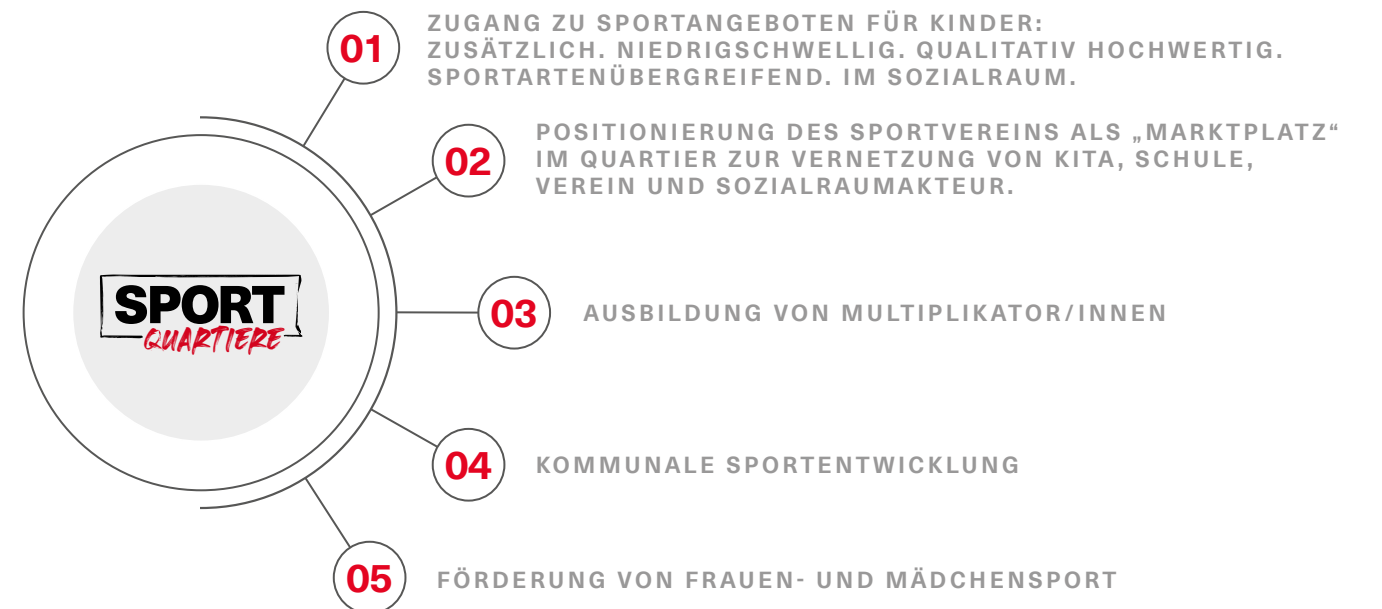 01
ZUGANG ZU SPORTANGEBOTEN FÜR KINDER:
ZUSÄTZLICH. NIEDRIGSCHWELLIG. QUALITATIV HOCHWERTIG.
SPORTARTENÜBERGREIFEND. IM SOZIALRAUM.
02
POSITIONIERUNG DES SPORTVEREINS ALS „MARKTPLATZ“
IM QUARTIER ZUR VERNETZUNG VON KITA, SCHULE,
VEREIN UND SOZIALRAUMAKTEUR.
SPORT
QUARTIERE
03
AUSBILDUNG VON MULTIPLIKATOR/INNEN
04
KOMMUNALE SPORTENTWICKLUNG
05
FÖRDERUNG VON FRAUEN- UND MÄDCHENSPORT